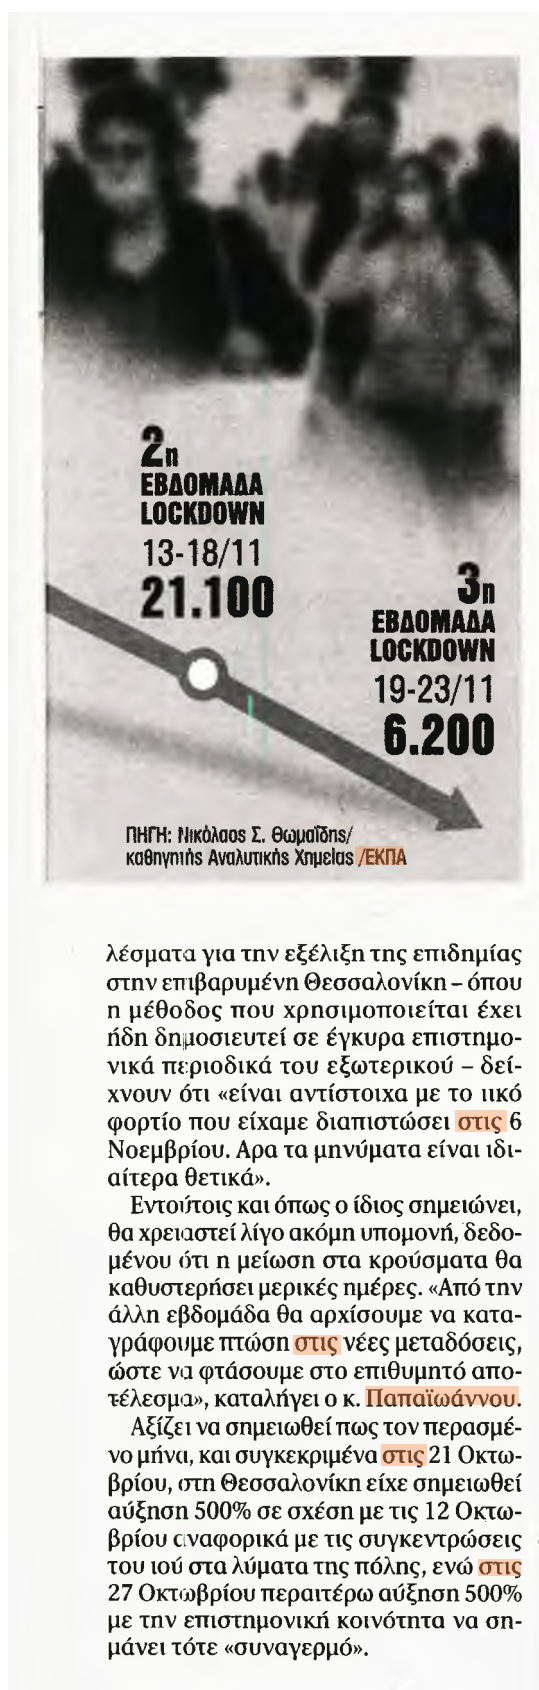 2η
ΕΒΔΟΜΑΔΑ
LOCKDOWN
13-18/11
21.100
3η
ΕΒΔΟΜΑΔΑ
LOCKDOWN
19-23/11
6.200
ΠΗΓΗ: Νικόλαος Σ. Θωμαΐδης/
καθηγητής Αναλυτικής Χημείας /ΕΚΠΑ
λέσματα για την εξέλιξη της επιδημίας
στην επιβαρυμένη Θεσσαλονίκη – όπου
η μέθοδος που χρησιμοποιείται έχει
ήδη δημοσιευτεί σε έγκυρα επιστημο-
νικά περιοδικά του εξωτερικού – δεί-
χνουν ότι «είναι αντίστοιχα με το ιικό
φορτίο που είχαμε διαπιστώσει στις 6
Νοεμβρίου. Αρα τα μηνύματα είναι ιδι-
αίτερα θετικά».
Εντούτοις και όπως ο ίδιος σημειώνει,
θα χρειαστεί λίγο ακόμη υπομονή, δεδο-
μένου ότι η μείωση στα κρούσματα θα
καθυστερήσει μερικές ημέρες. «Από την
άλλη εβδομάδα θα αρχίσουμε να κατα-
γράφουμε πτώση στις νέες μεταδόσεις,
ώστε να φτάσουμε στο επιθυμητό απο-
τέλεσμα», καταλήγει ο κ. Παπαϊωάννου.
Αξίζει να σημειωθεί πως τον περασμέ-
νο μήνα, και συγκεκριμένα στις 21 Οκτω-
βρίου, στη Θεσσαλονίκη είχε σημειωθεί
αύξηση 500% σε σχέση με τις 12 Οκτω-
βρίου αναφορικά με τις συγκεντρώσεις
του ιού στα λύματα της πόλης, ενώ στις
27 Οκτωβρίου περαιτέρω αύξηση 500%
με την επιστημονική κοινότητα να ση-
μάνει τότε «συναγερμό».